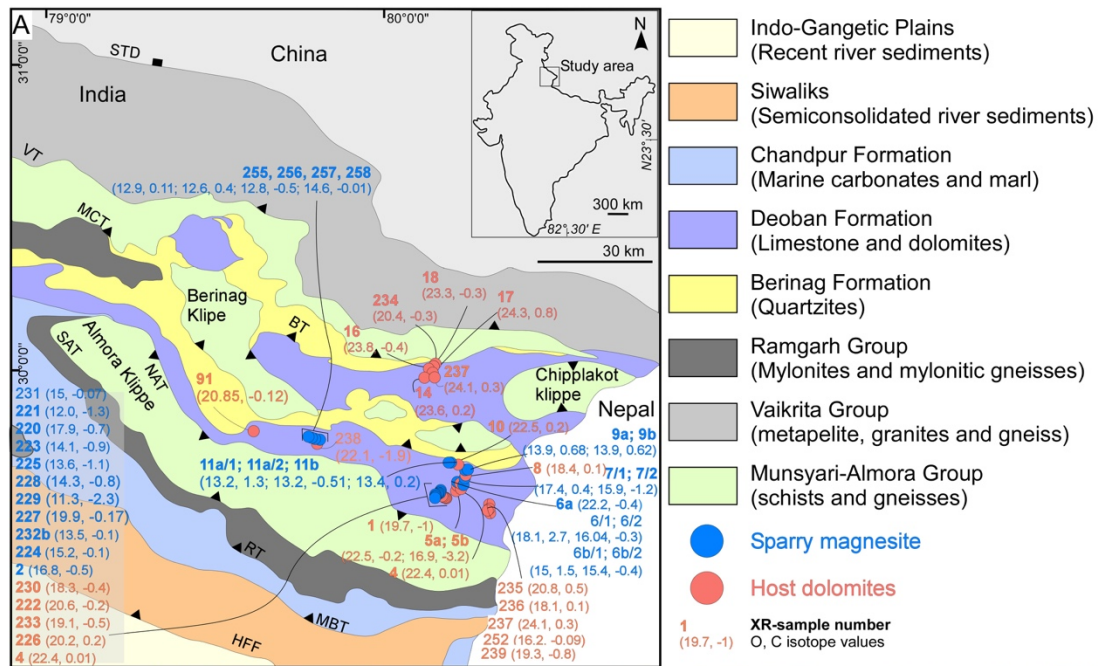 A
79°0'0"
80°0'0"
31°0'0"
30°0'0"
STD
China
India
N
Study area
N23°,30'
300 km
82°,30' E
30 km
VT
MCT
255, 256, 257, 258
(12.9, 0.11; 12.6, 0.4; 12.8, -0.5; 14.6, -0.01)
Berinag
Klipe
BT
18
(23.3, -0.3)
234
(20.4, -0.3)
17
(24.3, 0.8)
16
(23.8, -0.4)
237
(24.1, 0.3)
14
(23.6, 0.2)
Chipplakot
klippe
Nepal
Almora Klippe
SAT
NAT
91
(20.85, -0.12)
238
(22.1, -1.9)
10 (22.5, 0.2)
9a; 9b
(13.9, 0.68; 13.9, 0.62)
8 (18.4, 0.1)
7/1; 7/2
(17.4, 0.4; 15.9, -1.2)
6a (22.2, -0.4)
6/1; 6/2
(18.1, 2.7, 16.04, -0.3)
6b/1; 6b/2
(15, 1.5, 15.4, -0.4)
11a/1; 11a/2; 11b
(13.2, 1.3; 13.2, -0.51; 13.4, 0.2)
1 (19.7, -1)
5a; 5b
(22.5, -0.2; 16.9, -3.2)
4 (22.4, 0.01)
235 (20.8, 0.5)
236 (18.1, 0.1)
237 (24.1, 0.3)
252 (16.2, -0.09)
239 (19.3, -0.8)
231 (15, -0.07)
221 (12.0, -1.3)
220 (17.9, -0.7)
223 (14.1, -0.9)
225 (13.6, -1.1)
228 (14.3, -0.8)
229 (11.3, -2.3)
227 (19.9, -0.17)
232b (13.5, -0.1)
224 (15.2, -0.1)
2 (16.8, -0.5)
230 (18.3, -0.4)
222 (20.6, -0.2)
233 (19.1, -0.5)
226 (20.2, 0.2)
4 (22.4, 0.01)
RT
MBT
HFF
Indo-Gangetic Plains
(Recent river sediments)
Siwaliks
(Semiconsolidated river sediments)
Chandpur Formation
(Marine carbonates and marl)
Deoban Formation
(Limestone and dolomites)
Berinag Formation
(Quartzites)
Ramgarh Group
(Mylonites and mylonitic gneisses)
Vaikrita Group
(metapelite, granites and gneiss)
Munsyari-Almora Group
(schists and gneisses)
Sparry magnesite
Host dolomites
1
(19.7, -1)
XR-sample number
O, C isotope values